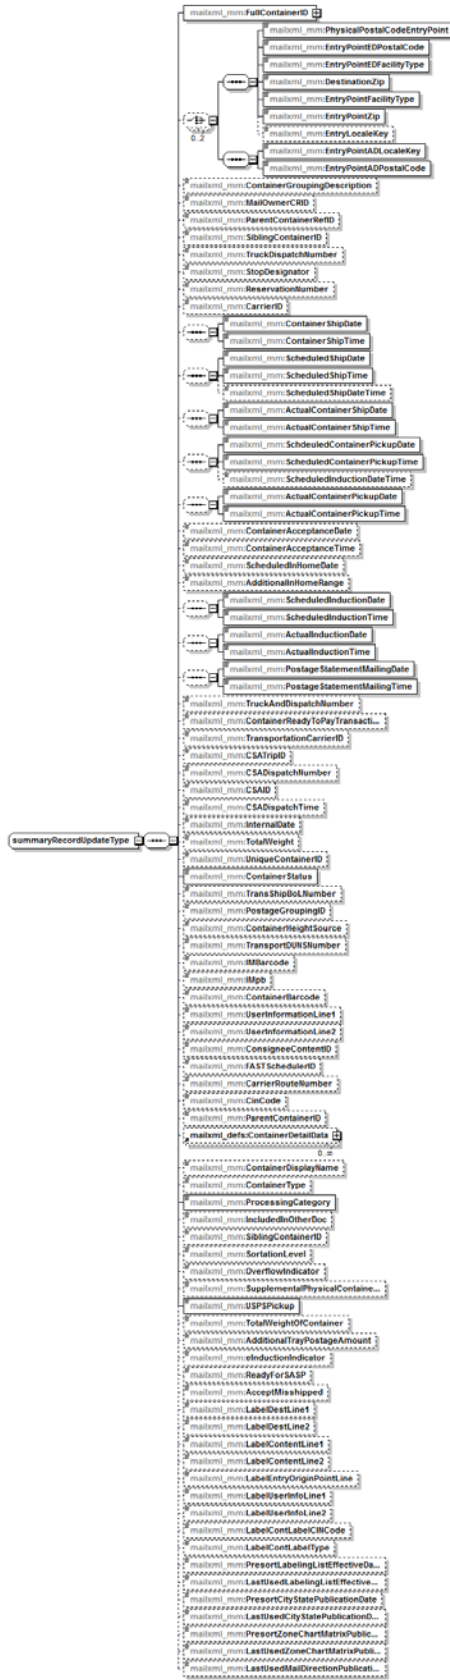 mailxml_mm:FullContainerID
mailxml_mm:PhysicalPostalCodeEntryPoint
mailxml_mm:EntryPointEDPostalCode
mailxml_mm:EntryPointEDFacilityType
mailxml_mm:DestinationZip
mailxml_mm:EntryPointFacilityType
mailxml_mm:EntryPointZip
mailxml_mm:EntryLocaleKey
0..2
mailxml_mm:EntryPointADLocaleKey
mailxml_mm:EntryPointADPostalCode
mailxml_mm:ContainerGroupingDescription
mailxml_mm:MailOwnerCRID
mailxml_mm:ParentContainerRefID
mailxml_mm:SiblingContainerID
mailxml_mm:TruckDispatchNumber
mailxml_mm:StopDesignator
mailxml_mm:ReservationNumber
mailxml_mm:CarrierID
mailxml_mm:ContainerShipDate
mailxml_mm:ContainerShipTime
mailxml_mm:ScheduledShipDate
mailxml_mm:ScheduledShipTime
mailxml_mm:ScheduledShipDateTime
mailxml_mm:ActualContainerShipDate
mailxml_mm:ActualContainerShipTime
mailxml_mm:SchdeuledContainerPickupDate
mailxml_mm:ScheduledContainerPickupTime
mailxml_mm:ScheduledInductionDateTime
mailxml_mm:ActualContainerPickupDate
mailxml_mm:ActualContainerPickupTime
mailxml_mm:ContainerAcceptanceDate
mailxml_mm:ContainerAcceptanceTime
mailxml_mm:ScheduledInHomeDate
mailxml_mm:AdditionalInHomeRange
mailxml_mm:ScheduledInductionDate
mailxml_mm:ScheduledInductionTime
mailxml_mm:ActualInductionDate
mailxml_mm:ActualInductionTime
mailxml_mm:PostageStatementMailingDate
mailxml_mm:PostageStatementMailingTime
mailxml_mm:TruckAndDispatchNumber
mailxml_mm:ContainerReadyToPayTransacti...
mailxml_mm:TransportationCarrierID
mailxml_mm:CSATripID
mailxml_mm:CSADispatchNumber
mailxml_mm:CSAID
mailxml_mm:CSADispatchTime
mailxml_mm:InternalDate
summaryRecordUpdateType
mailxml_mm:TotalWeight
mailxml_mm:UniqueContainerID
mailxml_mm:ContainerStatus
mailxml_mm:TransShipBoLNumber
mailxml_mm:PostageGroupingID
mailxml_mm:ContainerHeightSource
mailxml_mm:TransportDUNSNumber
mailxml_mm:IMBarcode
mailxml_mm:IMpb
mailxml_mm:ContainerBarcode
mailxml_mm:UserInformationLine1
mailxml_mm:UserInformationLine2
mailxml_mm:ConsigneeContentID
mailxml_mm:FASTSchedulerID
mailxml_mm:CarrierRouteNumber
mailxml_mm:CinCode
mailxml_mm:ParentContainerID
mailxml_defs:ContainerDetailData
0..∞
mailxml_mm:ContainerDisplayName
mailxml_mm:ContainerType
mailxml_mm:ProcessingCategory
mailxml_mm:IncludedInOtherDoc
mailxml_mm:SiblingContainerID
mailxml_mm:SortationLevel
mailxml_mm:OverflowIndicator
mailxml_mm:SupplementalPhysicalContaine...
mailxml_mm:USPSPickup
mailxml_mm:TotalWeightOfContainer
mailxml_mm:AdditionalTrayPostageAmount
mailxml_mm:eInductionIndicator
mailxml_mm:ReadyForSASP
mailxml_mm:AcceptMisshipped
mailxml_mm:LabelDestLine1
mailxml_mm:LabelDestLine2
mailxml_mm:LabelContentLine1
mailxml_mm:LabelContentLine2
mailxml_mm:LabelEntryOriginPointLine
mailxml_mm:LabelUserInfoLine1
mailxml_mm:LabelUserInfoLine2
mailxml_mm:LabelContLabelCINCode
mailxml_mm:LabelContLabelType
mailxml_mm:PresortLabelingListEffectiveDa...
mailxml_mm:LastUsedLabelingListEffective...
mailxml_mm:PresortCityStatePublicationDate
mailxml_mm:LastUsedCityStatePublicationD...
mailxml_mm:PresortZoneChartMatrixPublic...
mailxml_mm:LastUsedZoneChartMatrixPubli...
mailxml_mm:LastUsedMailDirectionPublicati...